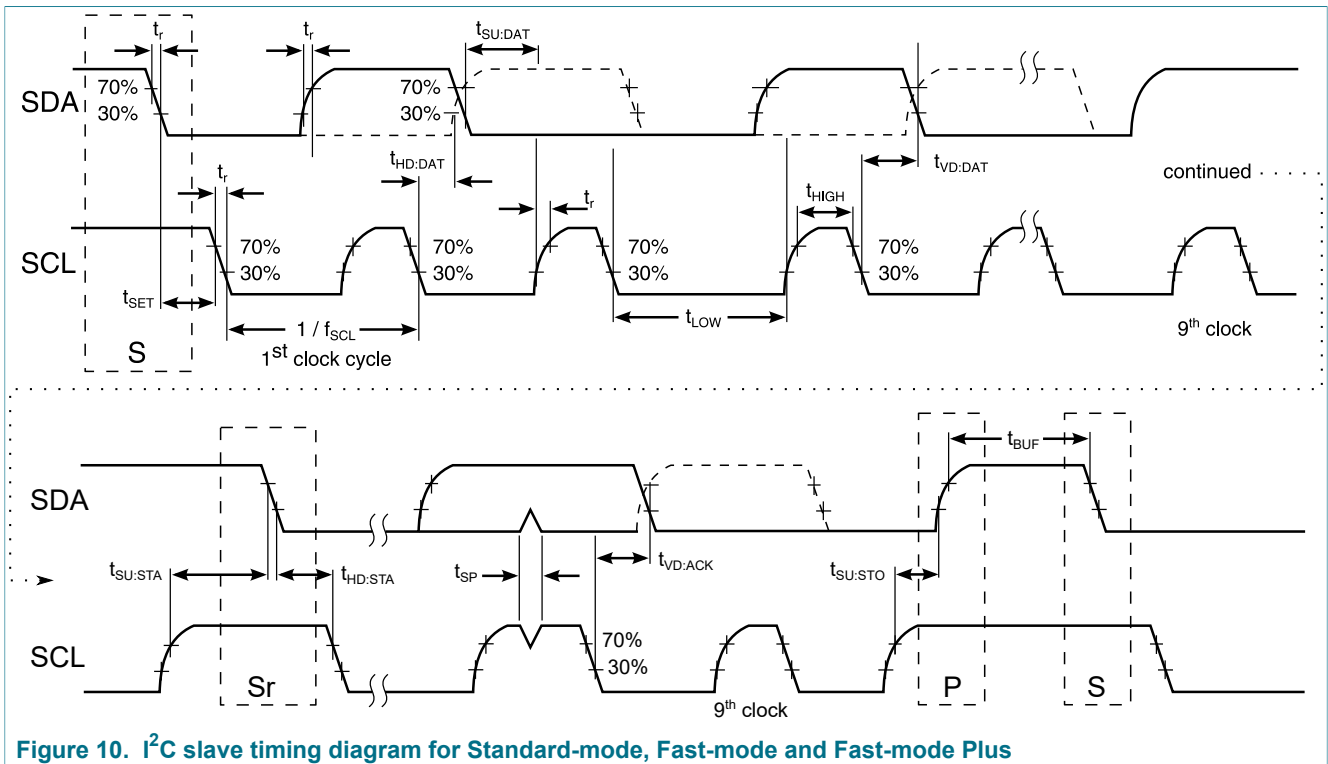 tr
tr
tSU:DAT
SDA
70%
30%
70%
30%
tHD:DAT
tr
tr
tHIGH
tVD:DAT
continued
SCL
70%
30%
70%
30%
70%
30%
70%
30%
tSET
S
1 / fSCL
1st clock cycle
tLOW
9th clock
SDA
tBUF
tSU:STA
tHD:STA
tSP
tVD:ACK
tSU:STO
SCL
70%
30%
Sr
9th clock
P
S
Figure 10. I²C slave timing diagram for Standard-mode, Fast-mode and Fast-mode Plus